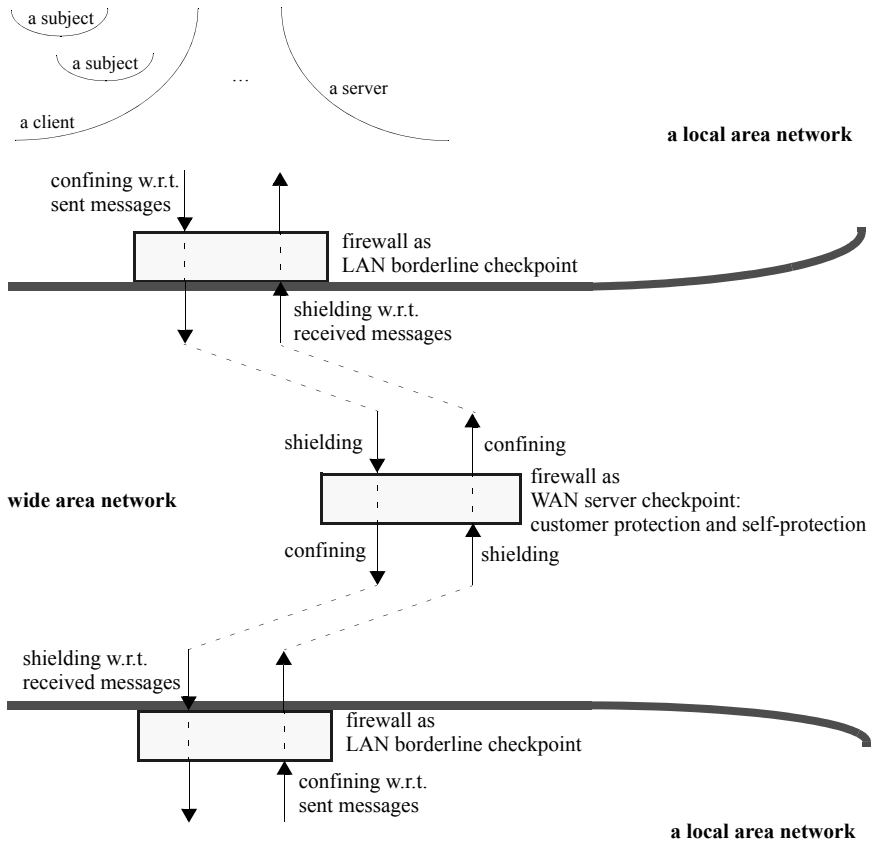 a subject
a subject
...
a server
a client
a local area network
confining w.r.t.
sent messages
firewall as
LAN borderline checkpoint
shielding w.r.t.
received messages
shielding
confining
firewall as
WAN server checkpoint:
customer protection and self-protection
wide area network
confining
shielding
shielding w.r.t.
received messages
firewall as
LAN borderline checkpoint
confining w.r.t.
sent messages
a local area network